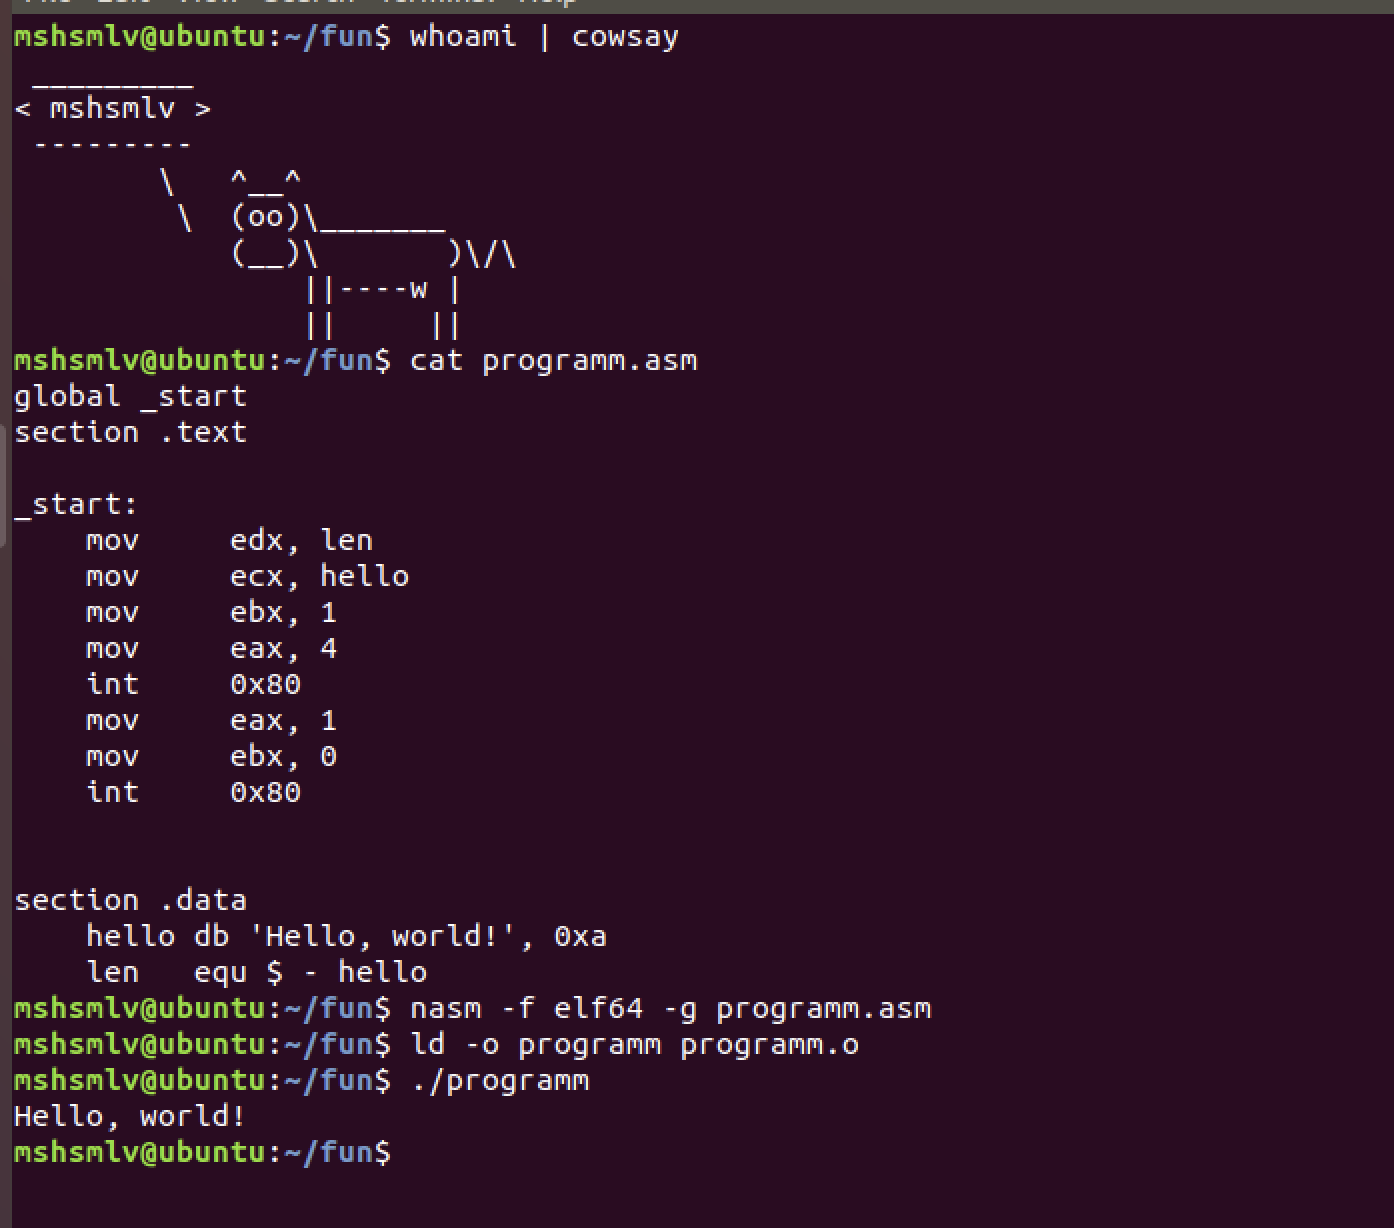 mshsmlv@ubuntu:~/fun$ whoami | cowsay
 _________
< mshsmlv >
 ---------
        \   ^__^
         \  (oo)\_______
            (__)\       )\/\
                ||----w |
                ||     ||
mshsmlv@ubuntu:~/fun$ cat programm.asm
global _start
section .text

_start:
    mov     edx, len
    mov     ecx, hello
    mov     ebx, 1
    mov     eax, 4
    int     0x80
    mov     eax, 1
    mov     ebx, 0
    int     0x80


section .data
    hello db 'Hello, world!', 0xa
    len   equ $ - hello
mshsmlv@ubuntu:~/fun$ nasm -f elf64 -g programm.asm
mshsmlv@ubuntu:~/fun$ ld -o programm programm.o
mshsmlv@ubuntu:~/fun$ ./programm
Hello, world!
mshsmlv@ubuntu:~/fun$